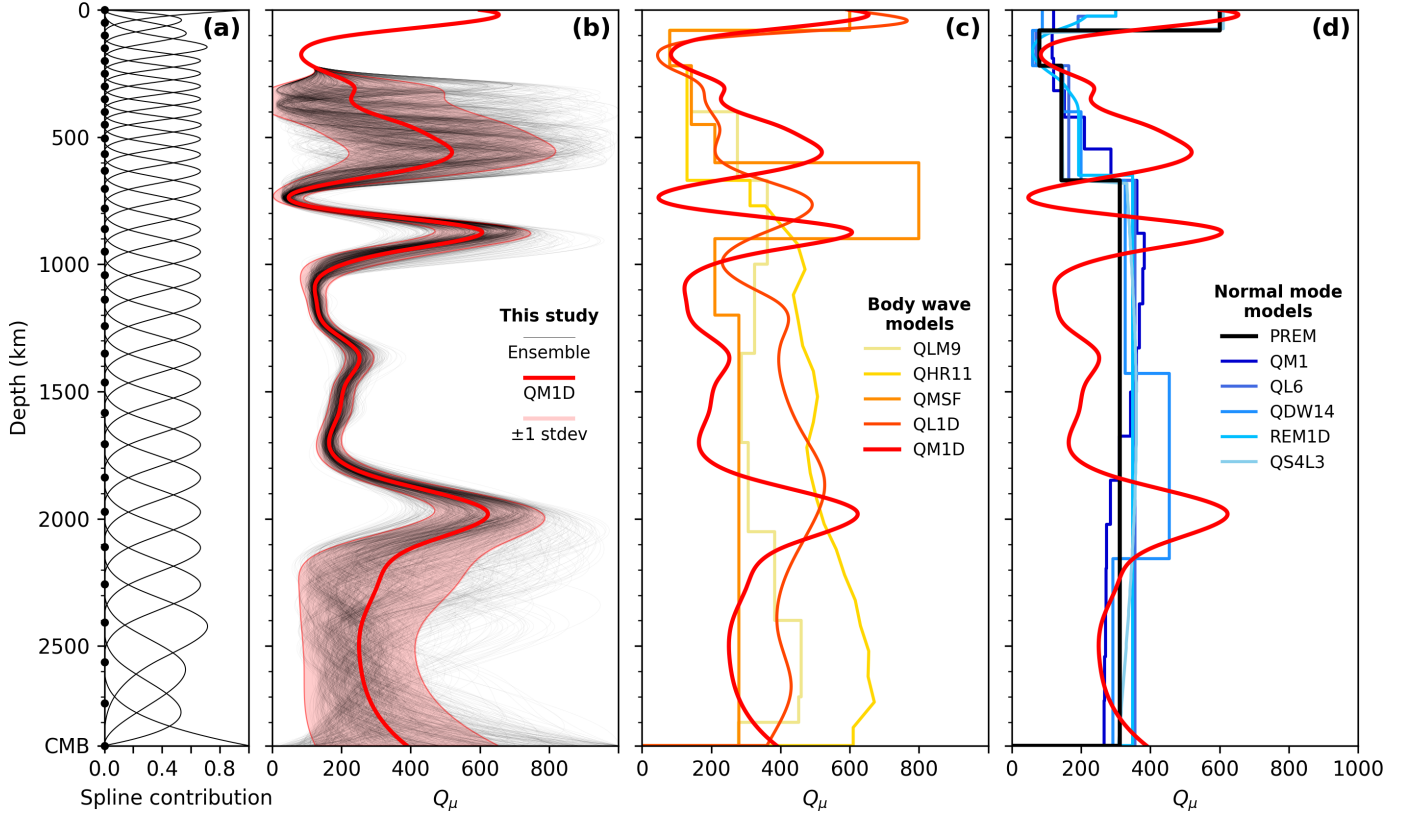 (a)
(b)
(c)
(d)
0
500
1000
1500
2000
2500
CMB
Depth (km)
This study
Ensemble
QM1D
±1 stdev
Body wave
models
QLM9
QHR11
QMSF
QL1D
QM1D
Normal mode
models
PREM
QM1
QL6
QDW14
REM1D
QS4L3
0.0 0.4 0.8
0 200 400 600 800
0 200 400 600 800
0 200 400 600 800 1000
Spline contribution
Qμ
Qμ
Qμ